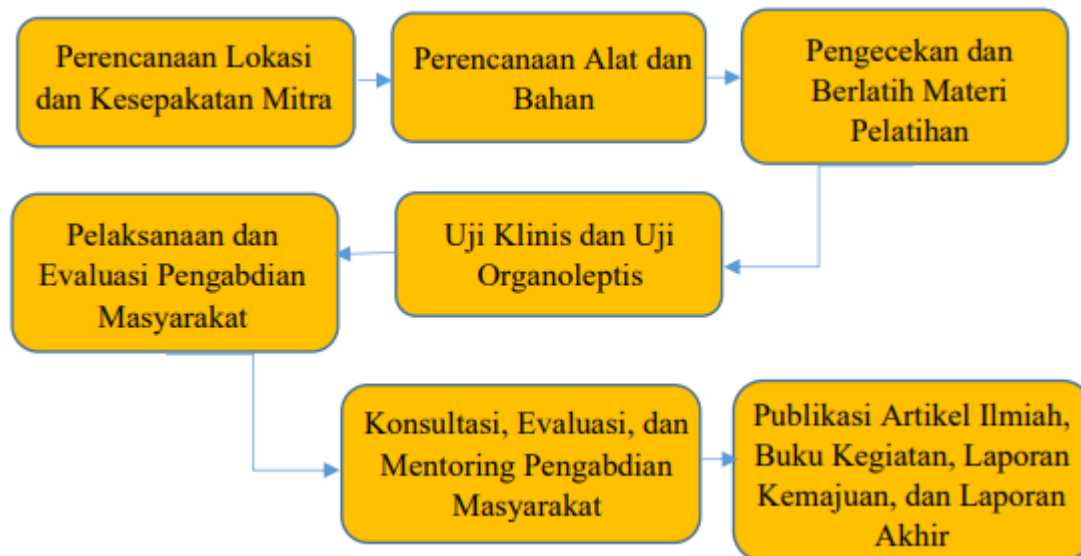 Perencanaan Lokasi
dan Kesepakatan Mitra
Perencanaan Alat dan
Bahan
Pengecekan dan
Berlatih Materi
Pelatihan
Uji Klinis dan Uji
Organoleptis
Pelaksanaan dan
Evaluasi Pengabdian
Masyarakat
Konsultasi, Evaluasi, dan
Mentoring Pengabdian
Masyarakat
Publikasi Artikel Ilmiah,
Buku Kegiatan, Laporan
Kemajuan, dan Laporan
Akhir